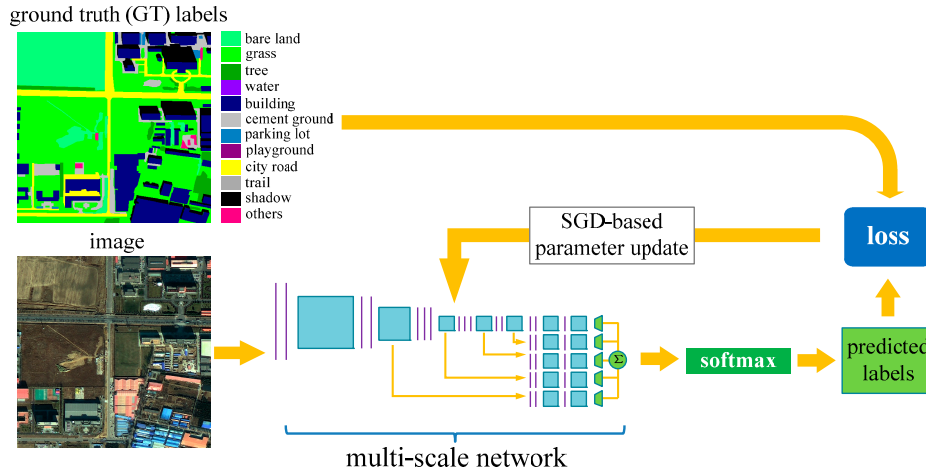 ground truth (GT) labels
bare land
grass
tree
water
building
cement ground
parking lot
playground
city road
trail
shadow
others
image
SGD-based
parameter update
loss
Σ
softmax
predicted
labels
multi-scale network